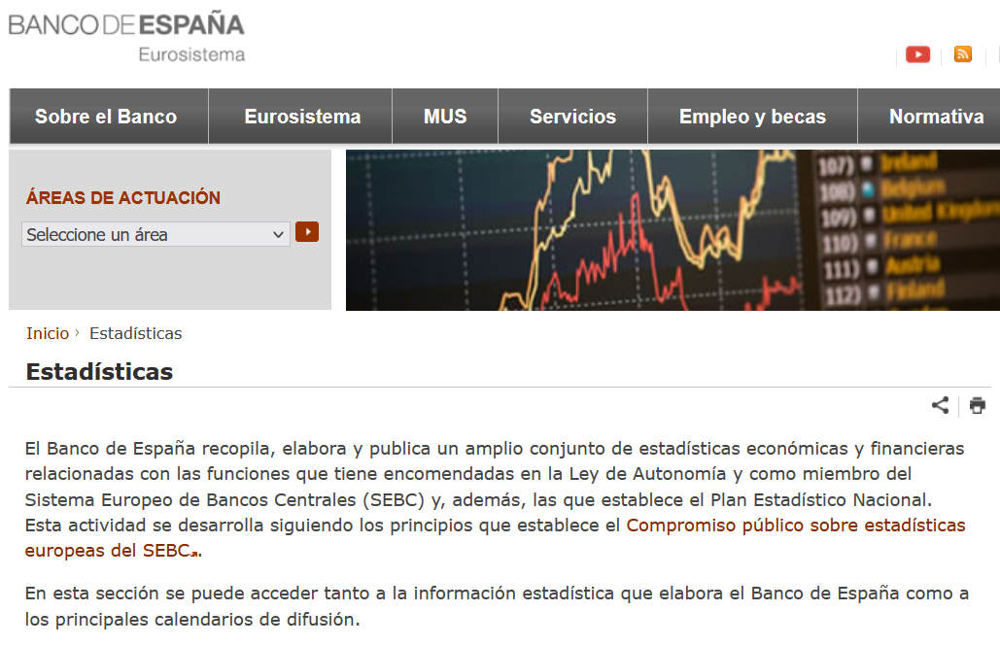 BANCO DE ESPAÑA
Eurosistema
Sobre el Banco
Eurosistema
MUS
Servicios
Empleo y becas
Normativa
ÁREAS DE ACTUACIÓN
Seleccione un área
107) Ireland
108) Belgium
109) United Kingdom
110) France
111) Austria
112) Finland
Inicio › Estadísticas
Estadísticas
El Banco de España recopila, elabora y publica un amplio conjunto de estadísticas económicas y financieras
relacionadas con las funciones que tiene encomendadas en la Ley de Autonomía y como miembro del
Sistema Europeo de Bancos Centrales (SEBC) y, además, las que establece el Plan Estadístico Nacional.
Esta actividad se desarrolla siguiendo los principios que establece el Compromiso público sobre estadísticas
europeas del SEBC.
En esta sección se puede acceder tanto a la información estadística que elabora el Banco de España como a
los principales calendarios de difusión.